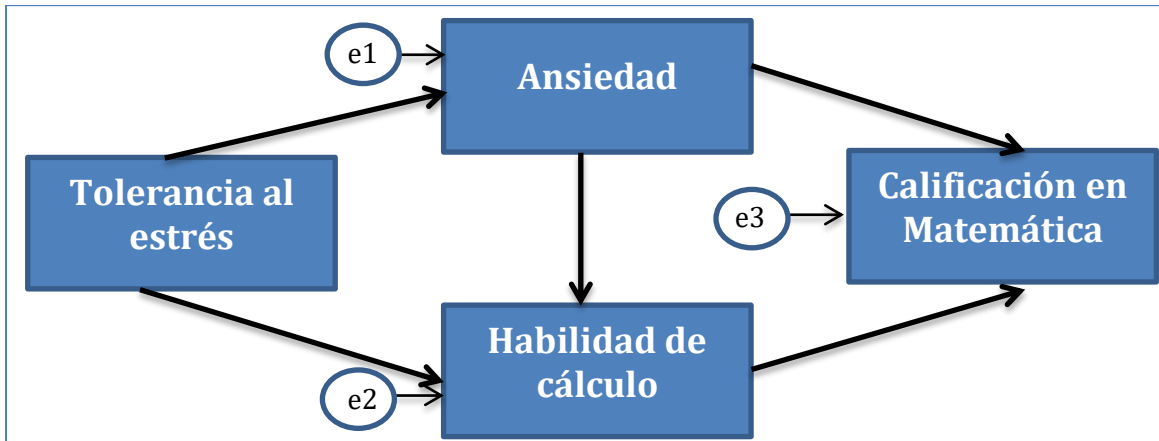 e1
Ansiedad
Tolerancia al
estrés
Calificación en
Matemática
e3
Habilidad de
cálculo
e2